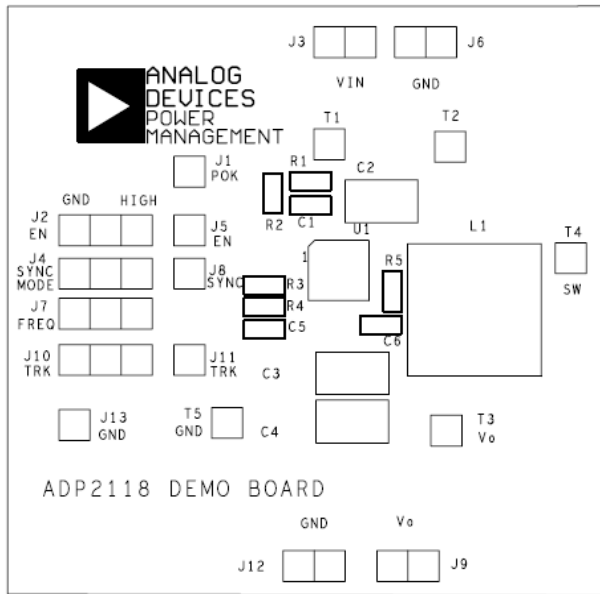 J3
J6
VIN
GND
ANALOG
DEVICES
POWER
MANAGEMENT
T1
T2
J1
POK
R1
C2
GND
HIGH
R2
C1
J2
EN
J5
EN
U1
L1
T4
J4
SYNC
MODE
J8
SYNC
1
R5
R3
SW
J7
FREQ
R4
C5
C6
J10
TRK
J11
TRK
C3
J13
GND
T5
GND
C4
T3
Vo
ADP2118 DEMO BOARD
GND
Vo
J12
J9